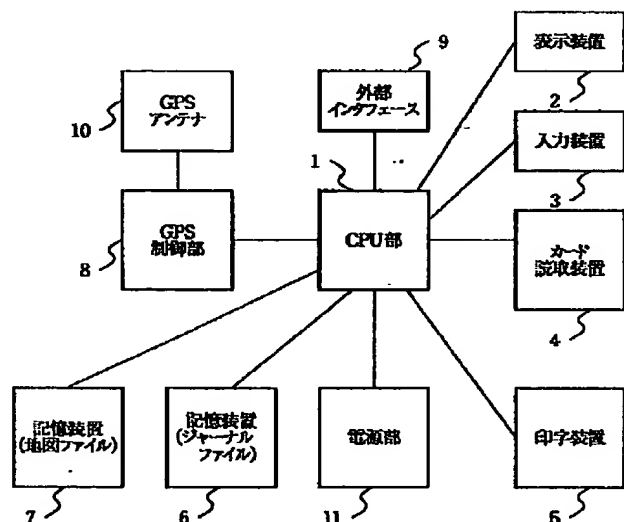 9
表示装置
GPS
アンテナ
外部
インタフェース
2
10
入力装置
1
3
GPS
制御部
CPU部
カード
読取装置
8
4
記憶装置
(地図ファイル)
記憶装置
(ジャーナル
ファイル)
電源部
印字装置
7
6
11
5